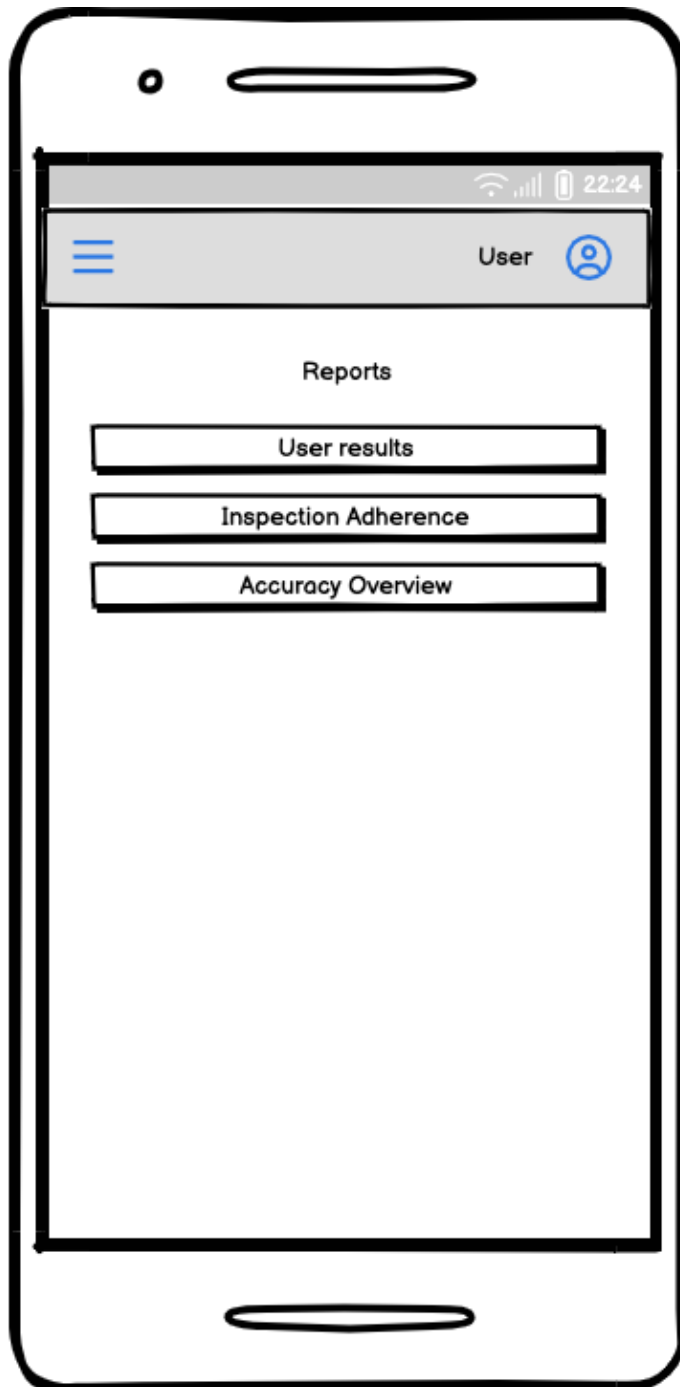 22:24
User
Reports
User results
Inspection Adherence
Accuracy Overview